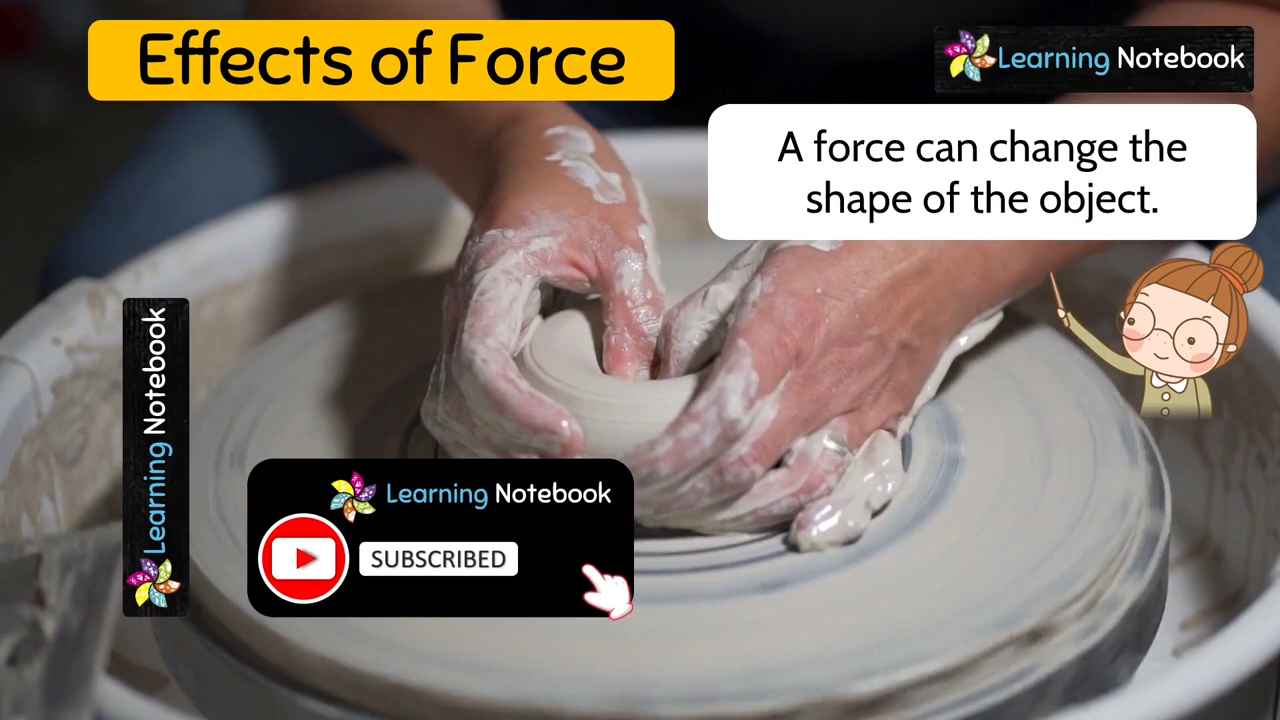 Effects of Force
Learning Notebook
A force can change the
shape of the object.
Learning Notebook
Learning Notebook
SUBSCRIBED